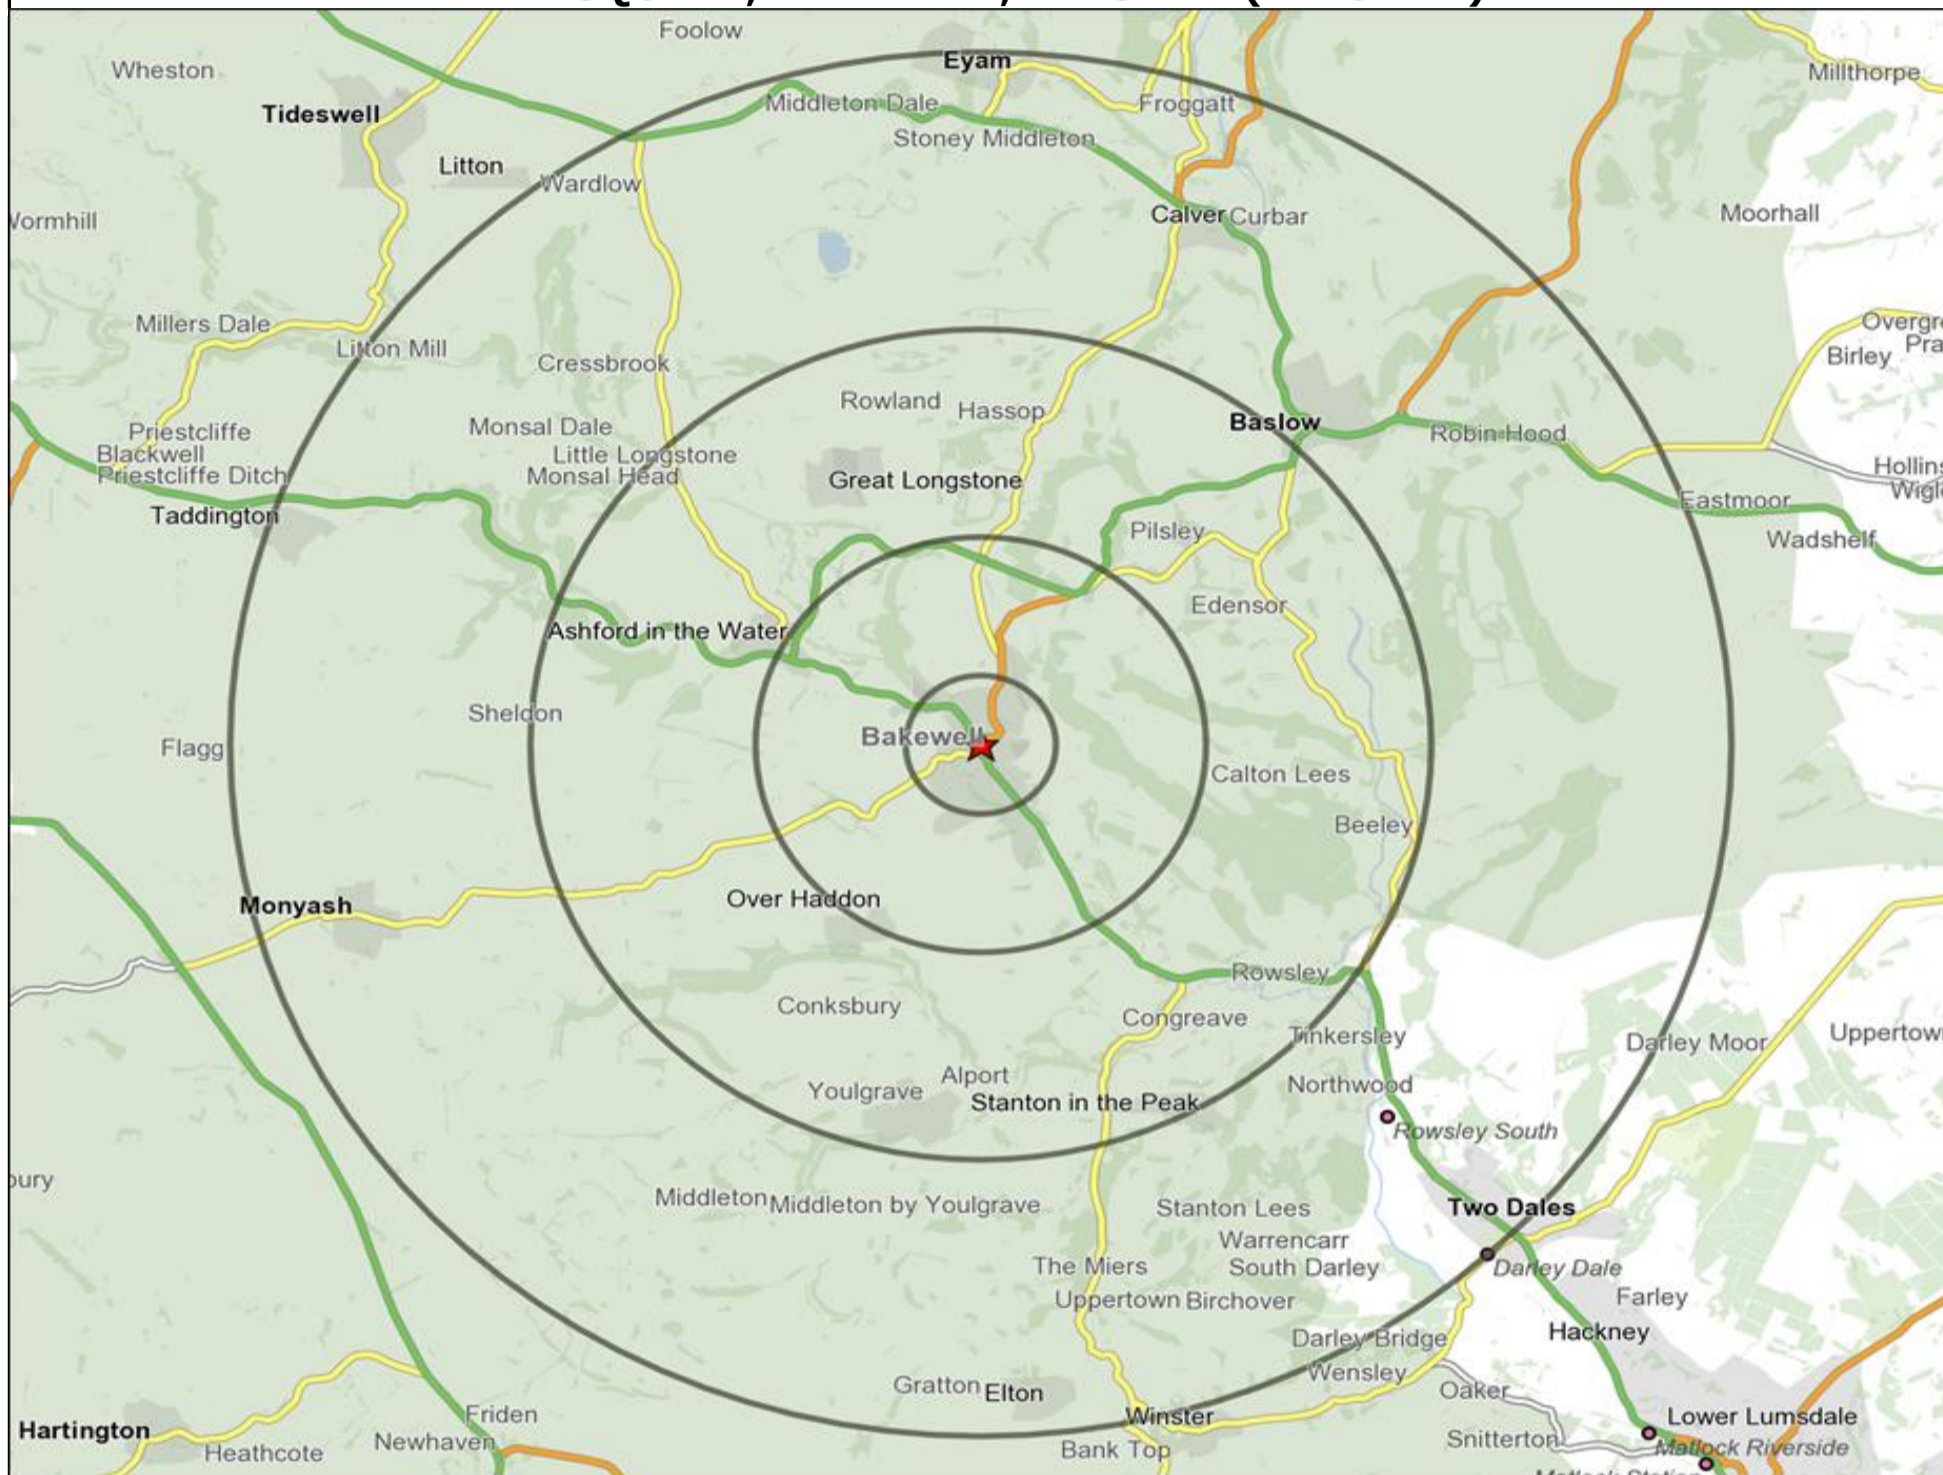 Foolow
Eyam
Wheston
Millthorpe
Middleton Dale
Froggatt
Tideswell
Stoney Middleton
Litton
Wardlow
Calver
Curbar
Moorhall
Millers Dale
Litton Mill
Birley
Cressbrook
Rowland
Hassop
Baslow
Robin Hood
Monsal Dale
Priestcliffe
Blackwell
Little Longstone
Priestcliffe Ditch
Monsal Head
Great Longstone
Eastmoor
Taddington
Pilsley
Wadshelf
Edensor
Ashford in the Water
Sheldon
Flagg
Bakewell
Calton Lees
Beeley
Over Haddon
Monyash
Rowsley
Conksbury
Congreave
Tinkersley
Darley Moor
Alport
Youlgrave
Northwood
Stanton in the Peak
Rowsley South
Middleton
Middleton by Youlgrave
Stanton Lees
Two Dales
Warrencarr
The Miers
South Darley
Darley Dale
Uppertown
Birchover
Farley
Darley Bridge
Hackney
Wensley
Gratton
Elton
Oaker
Friden
Winster
Lower Lumsdale
Hartington
Heathcote
Newhaven
Bank Top
Snitterton
Matlock Riverside